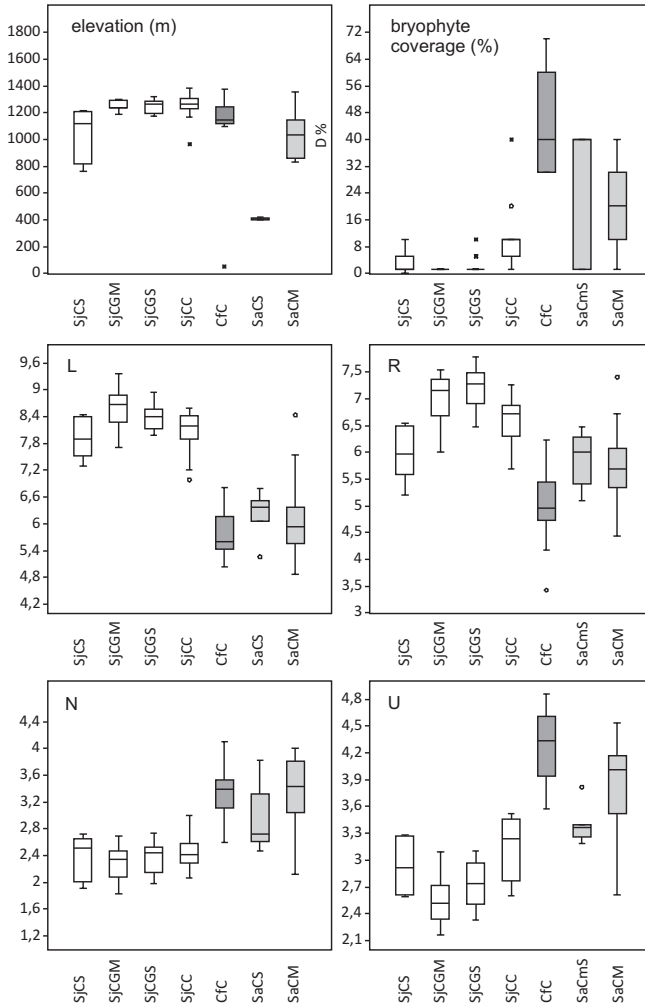 elevation (m)
1800
1600
1400
1200
1000
800
600
400
200
0
D %
SjCS
SjCGM
SjCGS
SjCC
CfC
SaCS
SaCM
bryophyte
coverage (%)
72
64
56
48
40
32
24
16
8
0
SjCS
SjCGM
SjCGS
SjCC
CfC
SaCmS
SaCM
L
9,6
9
8,4
7,8
7,2
6,6
6
5,4
4,8
4,2
SjCS
SjCGM
SjCGS
SjCC
CfC
SaCS
SaCM
R
7,5
7
6,5
6
5,5
5
4,5
4
3,5
3
SjCS
SjCGM
SjCGS
SjCC
CfC
SaCmS
SaCM
N
4,4
4
3,6
3,2
2,8
2,4
2
1,6
1,2
SjCS
SjCGM
SjCGS
SjCC
CfC
SaCS
SaCM
U
4,8
4,5
4,2
3,9
3,6
3,3
3
2,7
2,4
2,1
SjCS
SjCGM
SjCGS
SjCC
CfC
SaCmS
SaCM